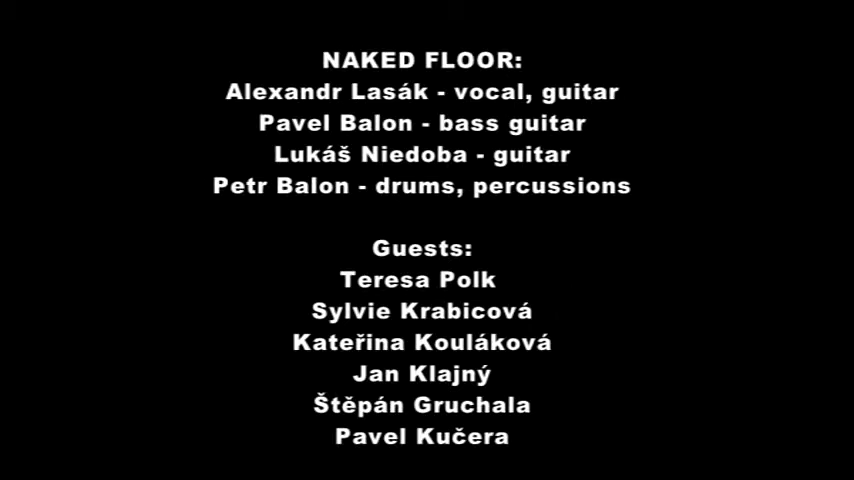 NAKED FLOOR:
Alexandr Lasák - vocal, guitar
Pavel Balon - bass guitar
Lukáš Niedoba - guitar
Petr Balon - drums, percussions
Guests:
Teresa Polk
Sylvie Krabicová
Kateřina Kouláková
Jan Klajný
Štěpán Gruchala
Pavel Kučera